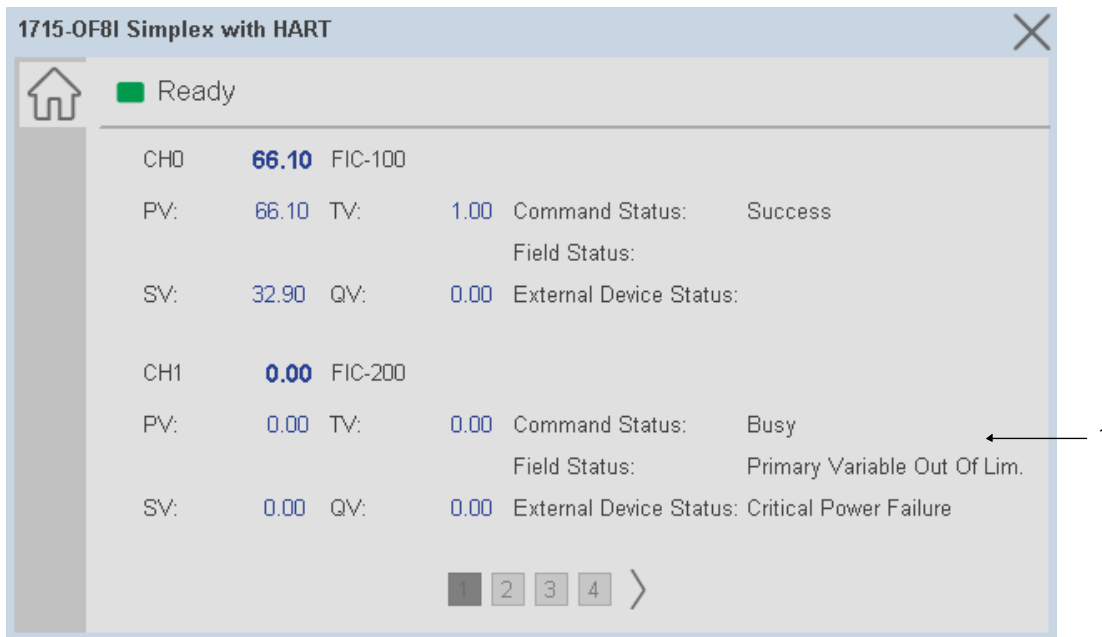 1715-OF8I Simplex with HART
Ready
CH0 66.10 FIC-100
PV: 66.10 TV: 1.00 Command Status: Success
Field Status:
SV: 32.90 QV: 0.00 External Device Status:
CH1 0.00 FIC-200
PV: 0.00 TV: 0.00 Command Status: Busy
Field Status: Primary Variable Out Of Lim.
SV: 0.00 QV: 0.00 External Device Status: Critical Power Failure
1 2 3 4